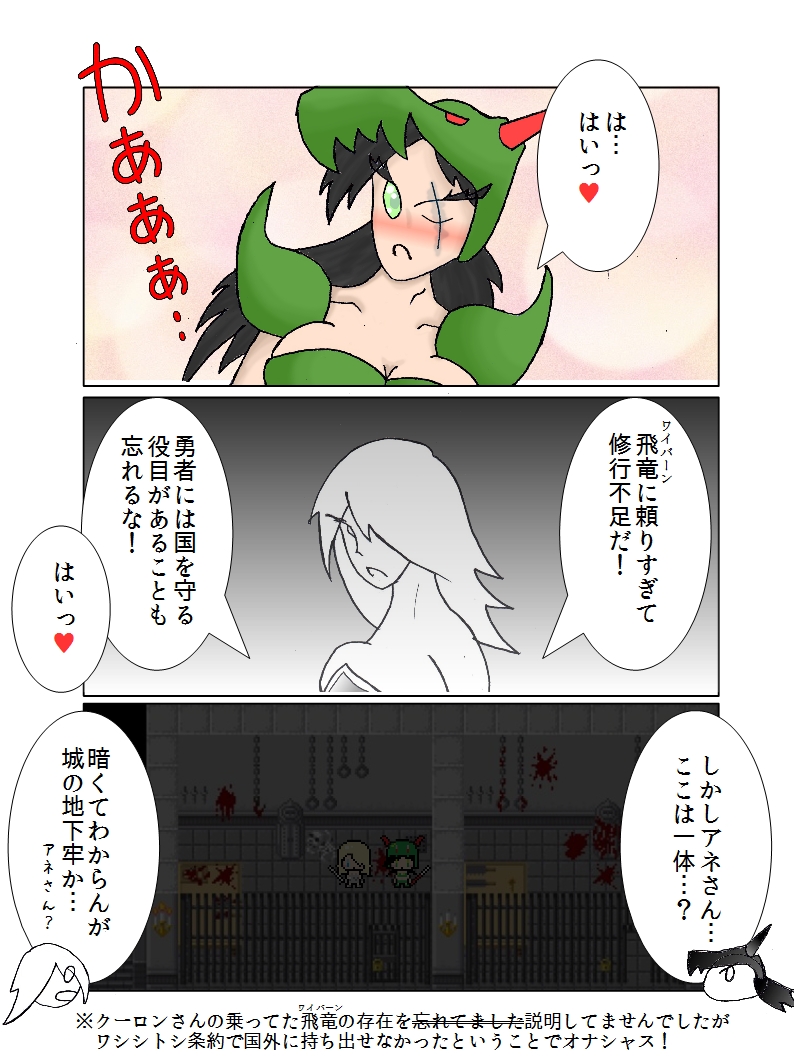 は…
はいっ♥
かあああぁ…
飛竜に頼りすぎて
ワイバーン
修行不足だ！
勇者には国を守る
役目があることも
忘れるな！
はいっ♥
しかしアネさん…
ここは一体…？
暗くてわからんが
城の地下牢か…
アネさん？
ワイバーン
※クーロンさんの乗ってた飛竜の存在を忘れてました説明してませんでしたが
ワシシトシ条約で国外に持ち出せなかったということでオナシャス！